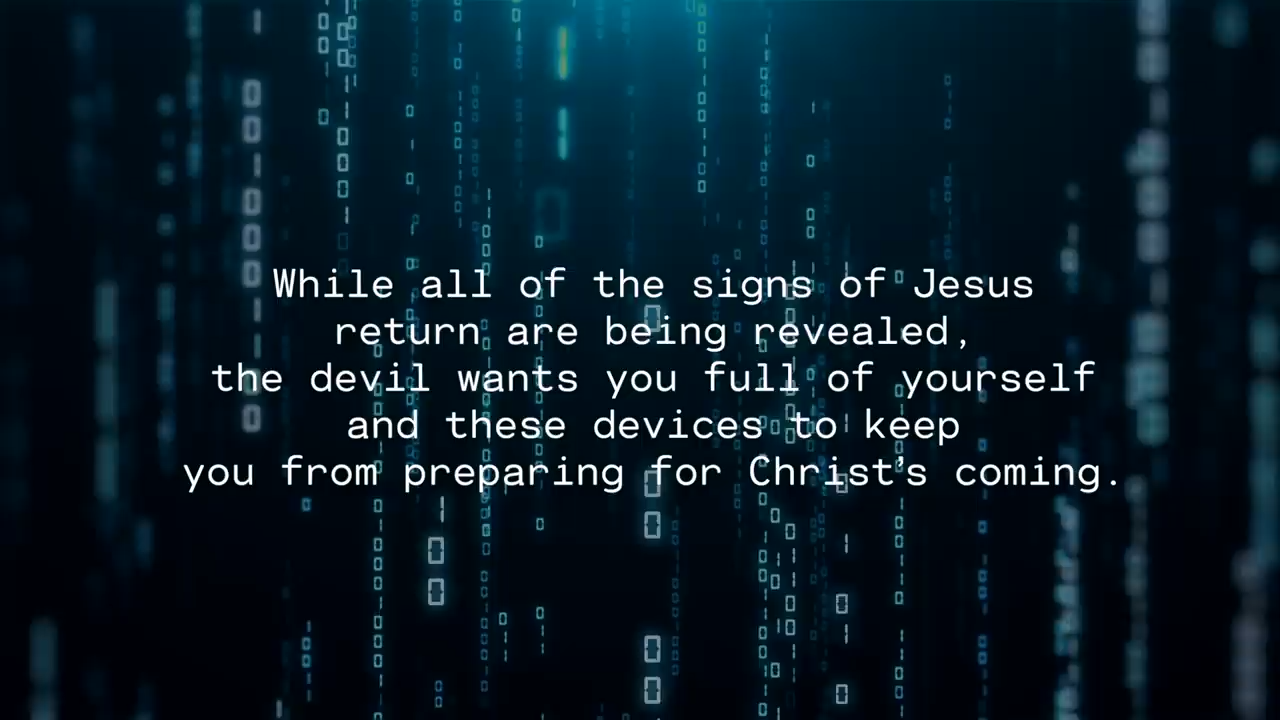 While all of the signs of Jesus
return are being revealed,
the devil wants you full of yourself
and these devices to keep
you from preparing for Christ’s coming.